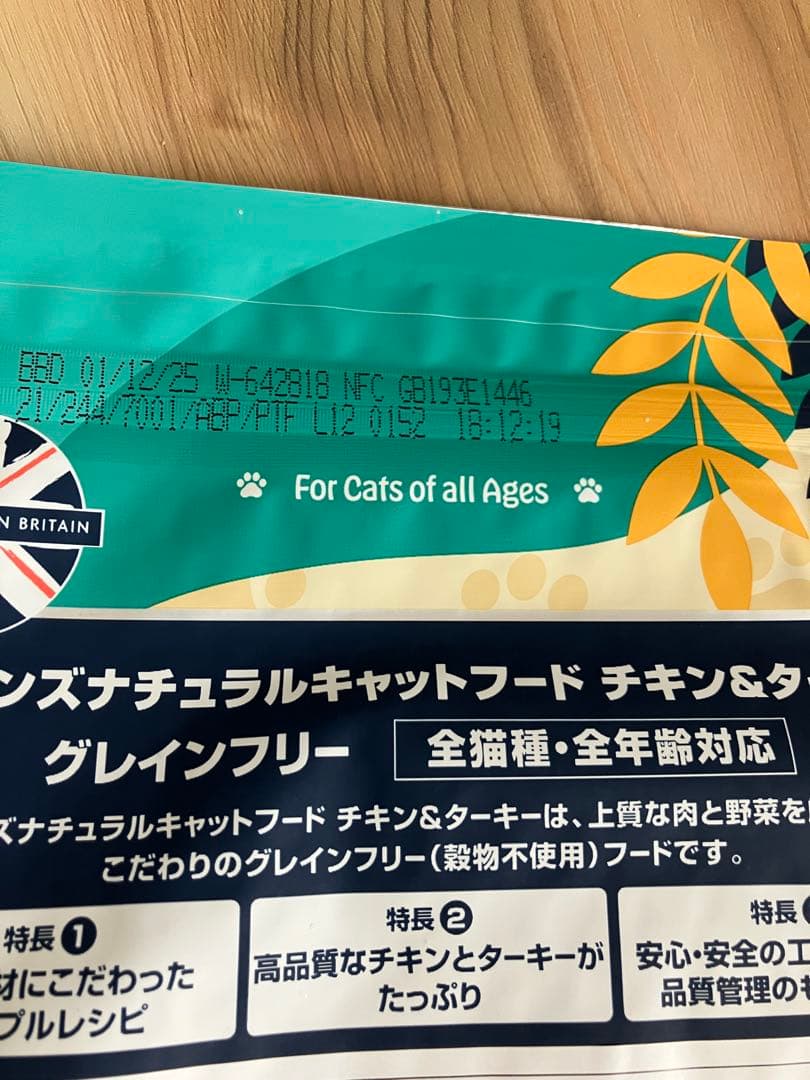 BBD 01/12/25 W-642818 NFC GB193E1446
21/24A/7001/ABP/PTF L12 0152 18:12:19
For Cats of all Ages
N BRITAIN
ンズナチュラルキャットフード チキン&ター
グレインフリー
全猫種・全年齢対応
ズナチュラルキャットフード チキン&ターキーは、上質な肉と野菜を
こだわりのグレインフリー(穀物不使用)フードです。
特長1
材にこだわった
プルレシピ
特長2
高品質なチキンとターキーが
たっぷり
特長
安心・安全の工
品質管理のも